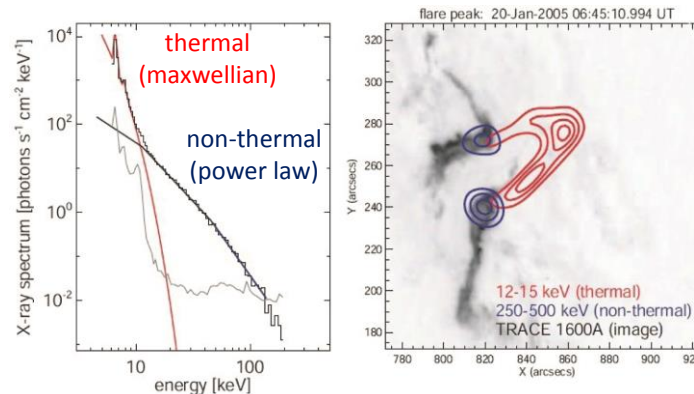 thermal
(maxwellian)
non-thermal
(power law)
X-ray spectrum [photons s⁻¹ cm⁻² keV⁻¹]
10⁴
10²
10⁰
10⁻²
10
100
energy [keV]
flare peak: 20-Jan-2005 06:45:10.994 UT
Y (arcsecs)
320
300
280
260
240
220
200
180
12-15 keV (thermal)
250-500 keV (non-thermal)
TRACE 1600A (image)
780
800
820
840
860
880
900
92
X (arcsecs)